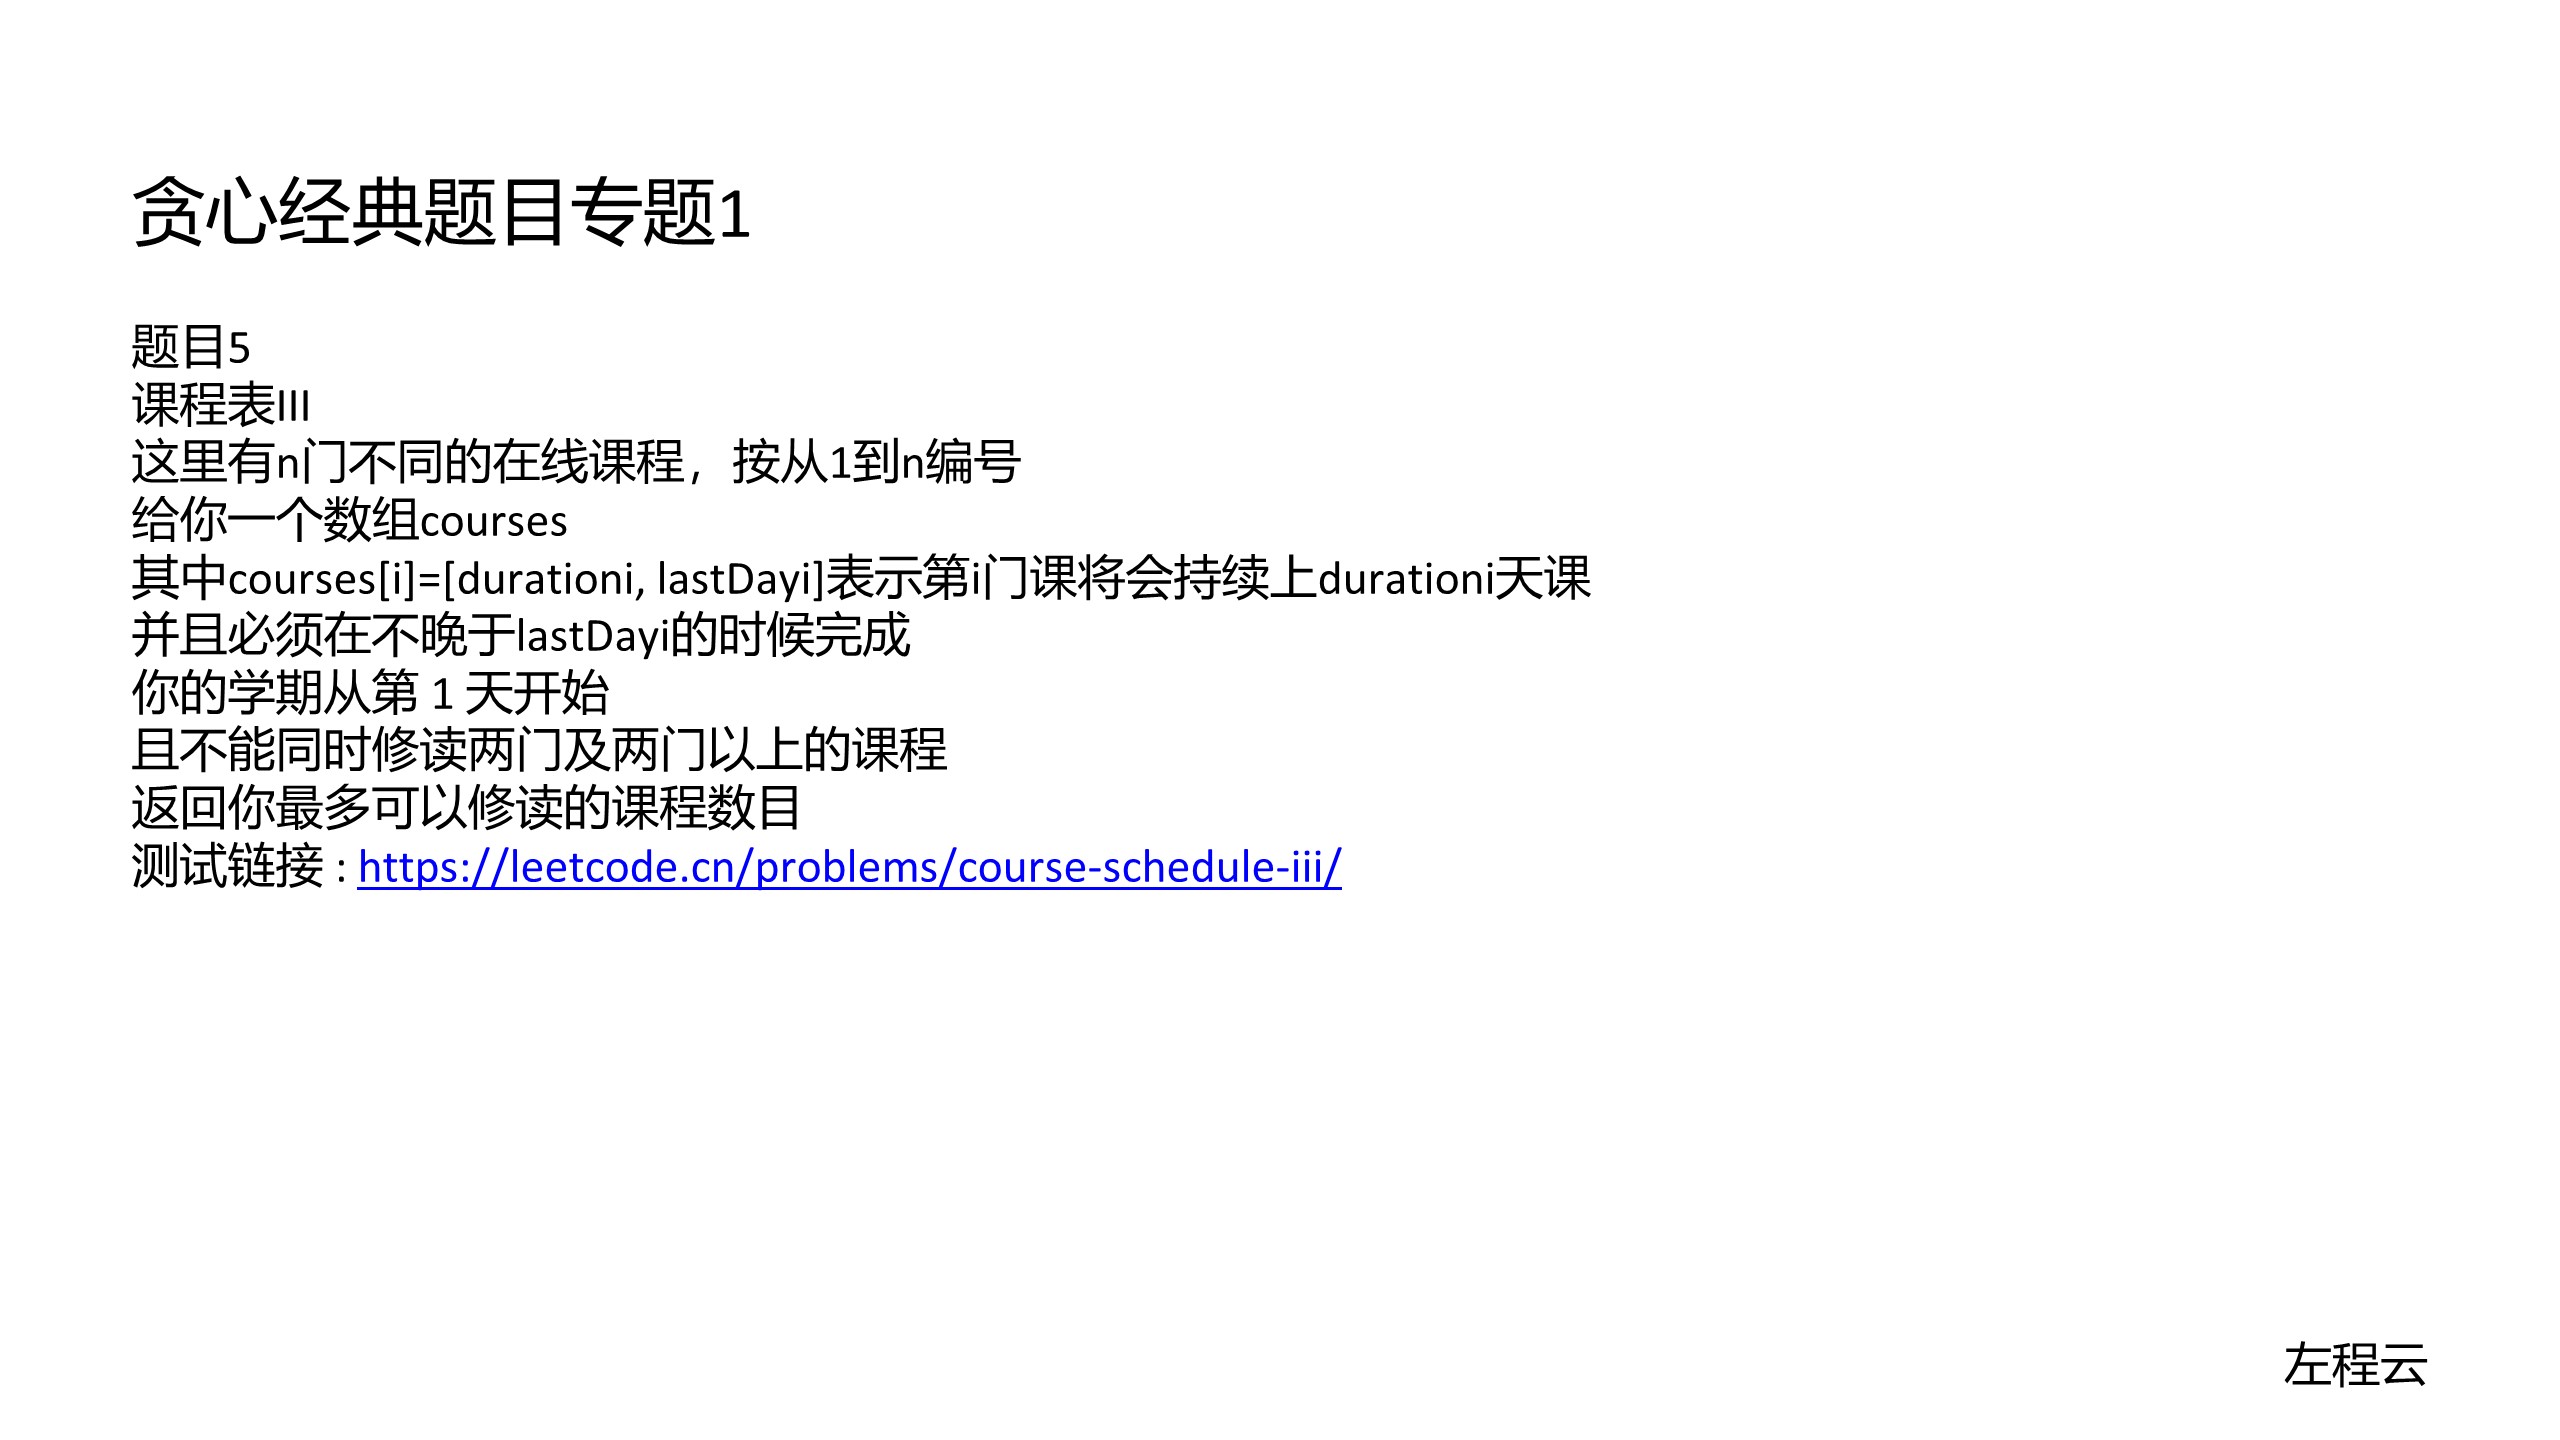 贪心经典题目专题1
题目5
课程表III
这里有n门不同的在线课程，按从1到n编号
给你一个数组courses
其中courses[i]=[durationi, lastDayi]表示第i门课将会持续上durationi天课
并且必须在不晚于lastDayi的时候完成
你的学期从第 1 天开始
且不能同时修读两门及两门以上的课程
返回你最多可以修读的课程数目
测试链接 : https://leetcode.cn/problems/course-schedule-iii/
左程云